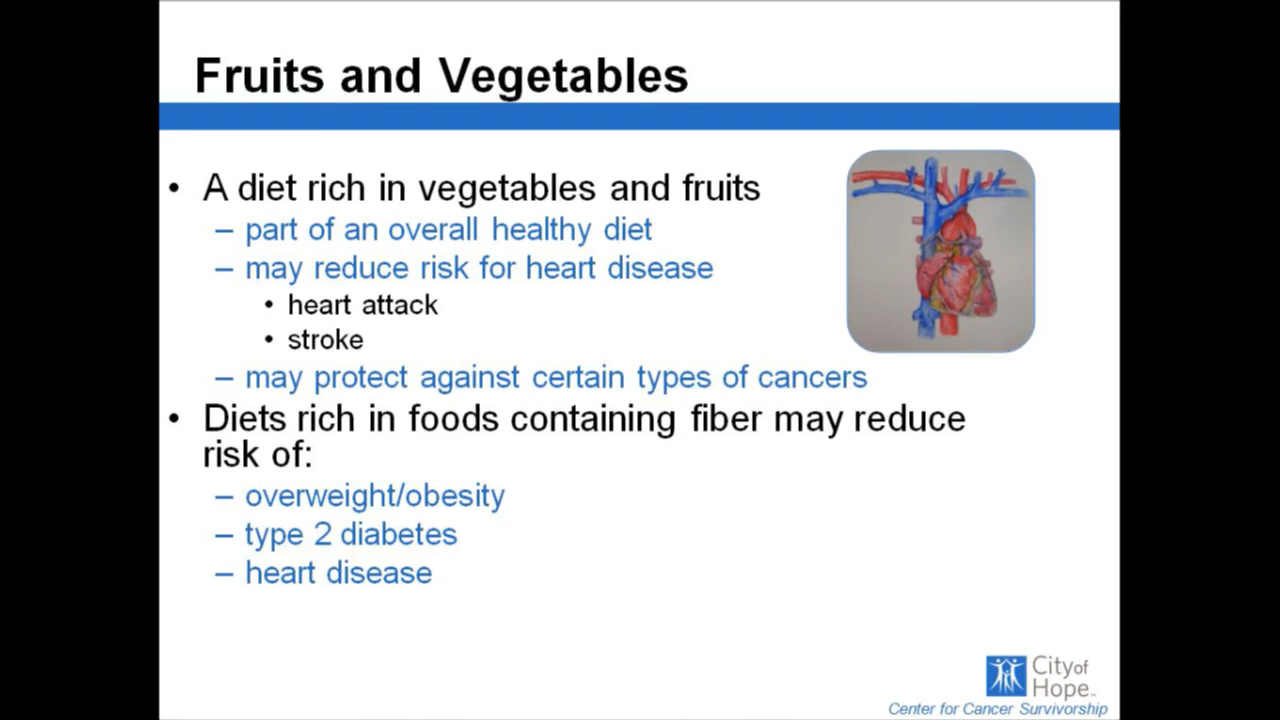 Fruits and Vegetables
• A diet rich in vegetables and fruits
– part of an overall healthy diet
– may reduce risk for heart disease
• heart attack
• stroke
– may protect against certain types of cancers
• Diets rich in foods containing fiber may reduce
risk of:
– overweight/obesity
– type 2 diabetes
– heart disease
City of
Hope™
Center for Cancer Survivorship